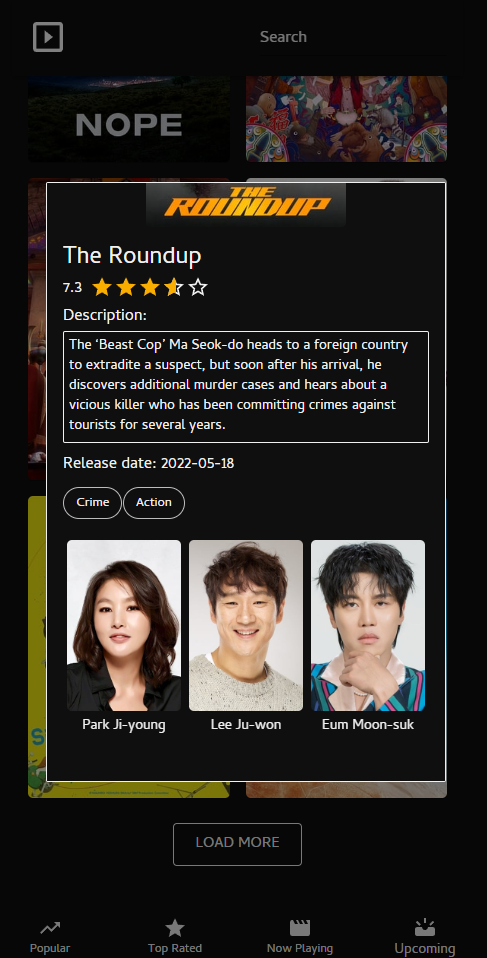 Search
NOPE
THE
ROUNDUP
The Roundup
7.3
Description:
The ‘Beast Cop’ Ma Seok-do heads to a foreign country
to extradite a suspect, but soon after his arrival, he
discovers additional murder cases and hears about a
vicious killer who has been committing crimes against
tourists for several years.
Release date: 2022-05-18
Crime Action
Park Ji-young Lee Ju-won Eum Moon-suk
LOAD MORE
Popular Top Rated Now Playing Upcoming